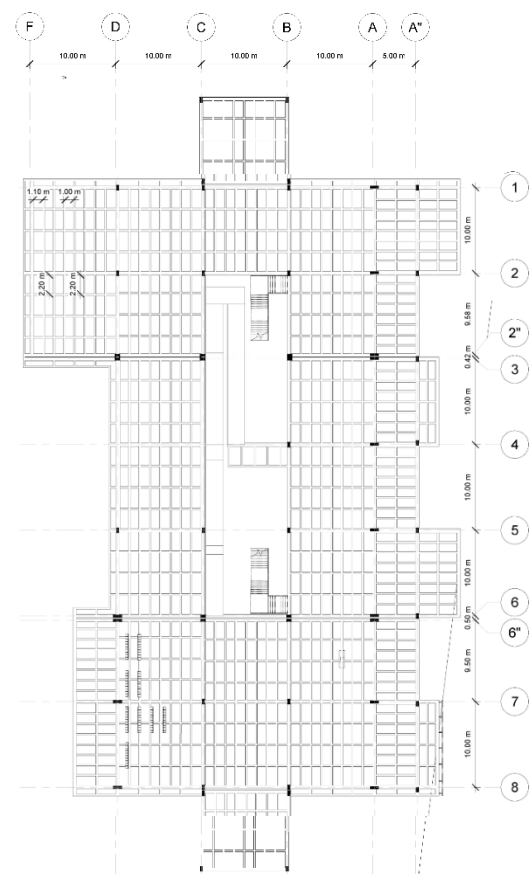 F D C B A A"
10.00 m 10.00 m 10.00 m 10.00 m 5.00 m
1
1.10 m 1.00 m
10.00 m
2
2.20 m 2.20 m
9.58 m
2"
0.42 m
3
10.00 m
4
10.00 m
5
10.00 m
6
0.50 m
6"
9.50 m
7
10.00 m
8